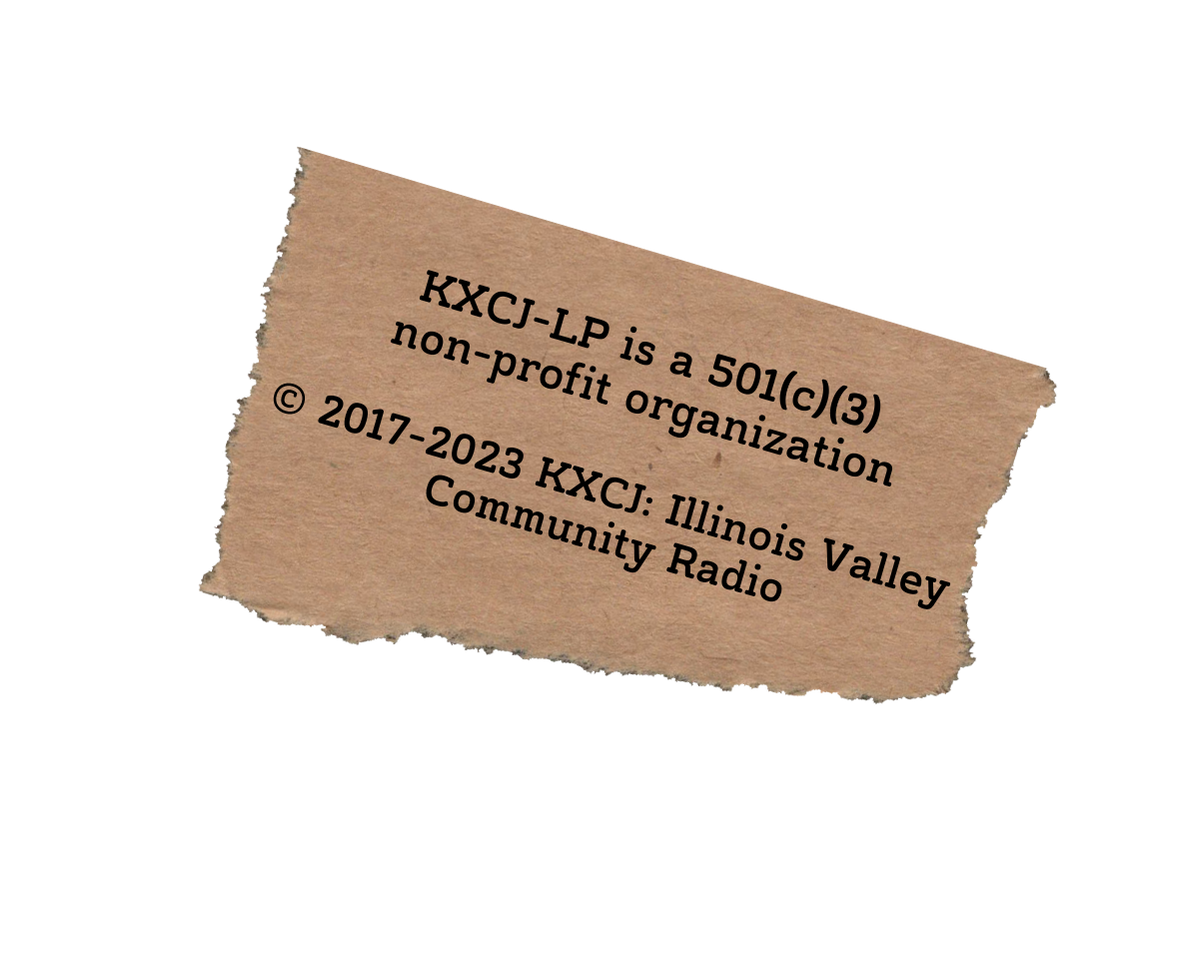 KXCJ-LP is a 501(c)(3)
non-profit organization
© 2017-2023 KXCJ: Illinois Valley
Community Radio